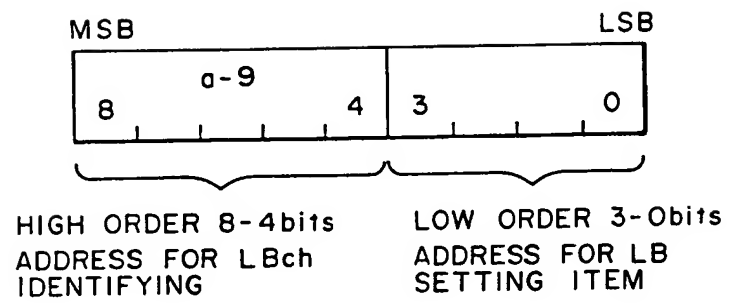 MSB LSB
a-9
8 4 3 0
HIGH ORDER 8-4bits LOW ORDER 3-0bits
ADDRESS FOR LBch ADDRESS FOR LB
IDENTIFYING SETTING ITEM